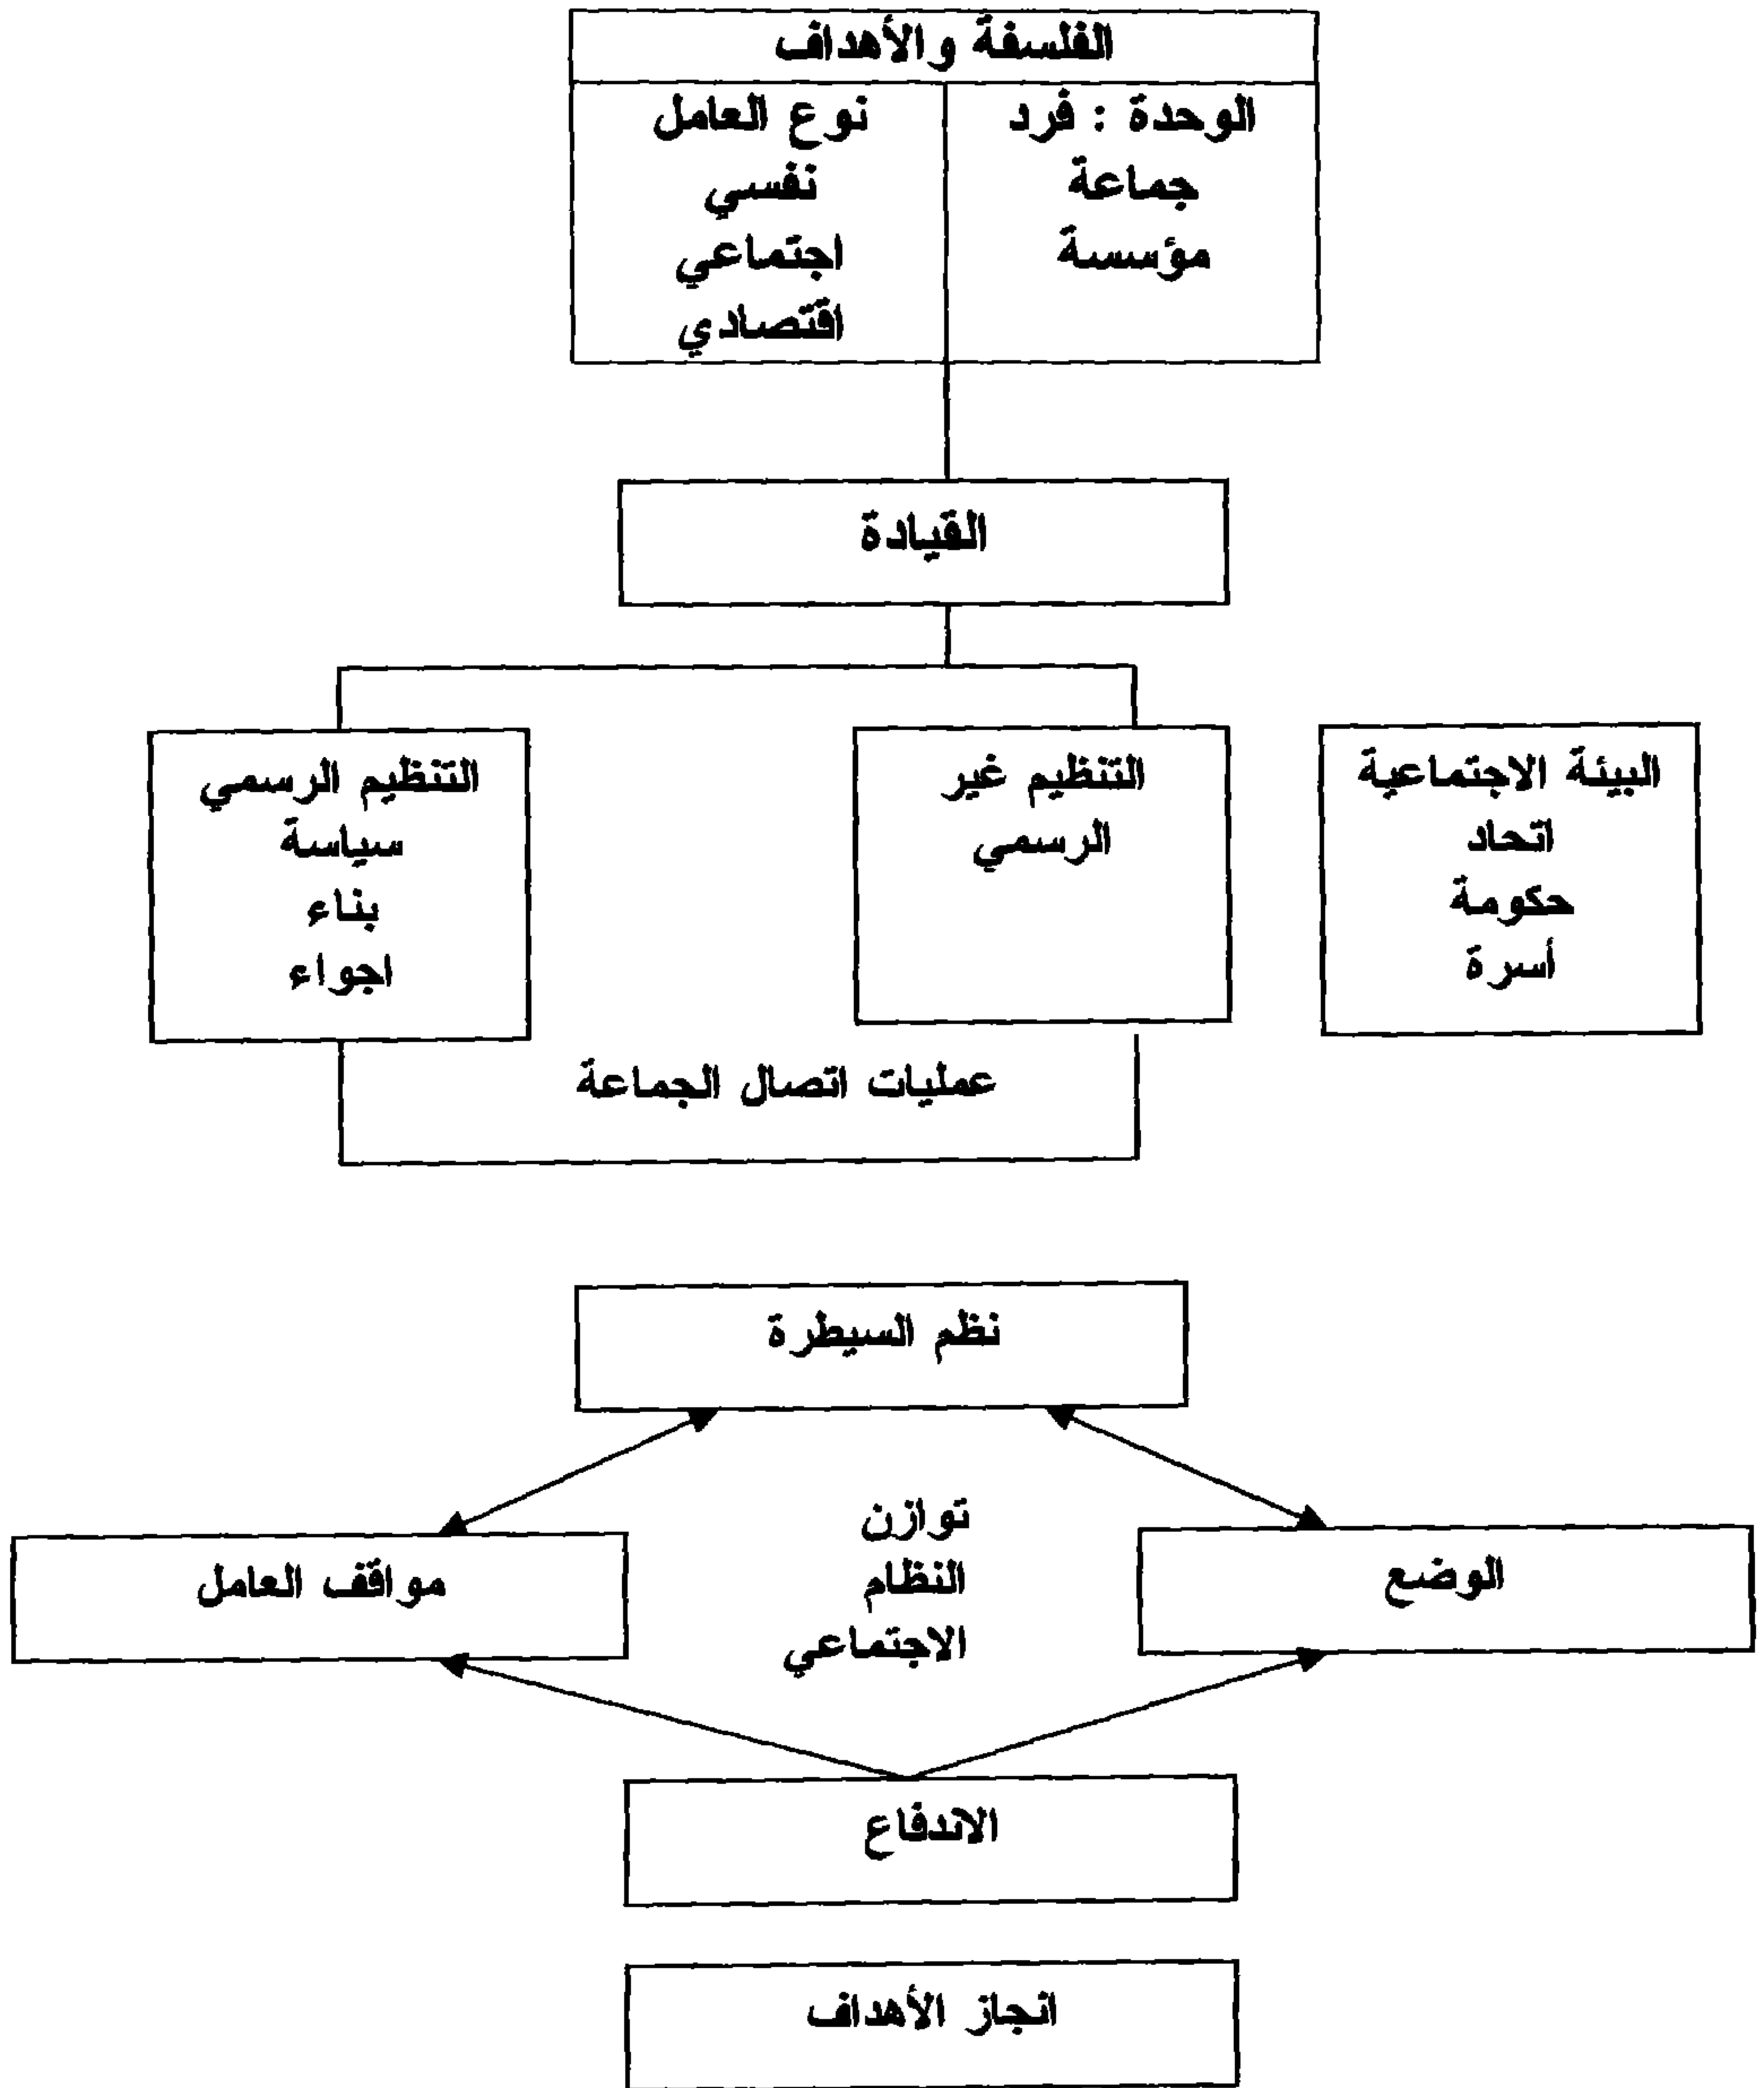 الفلسفة والأهداف
الوحدة : فرد
جماعة
مؤسسة
نوع العامل
نفسي
اجتماعي
اقتصادي
القيادة
البيئة الاجتماعية
اتحاد
حكومة
أسرة
التنظيم غير
الرسمي
التنظيم الرسمي
سياسة
بناء
اجواء
عمليات اتصال الجماعة
نظم السيطرة
الوضع
توازن
النظام
الاجتماعي
مواقف العامل
الاندفاع
انجاز الأهداف